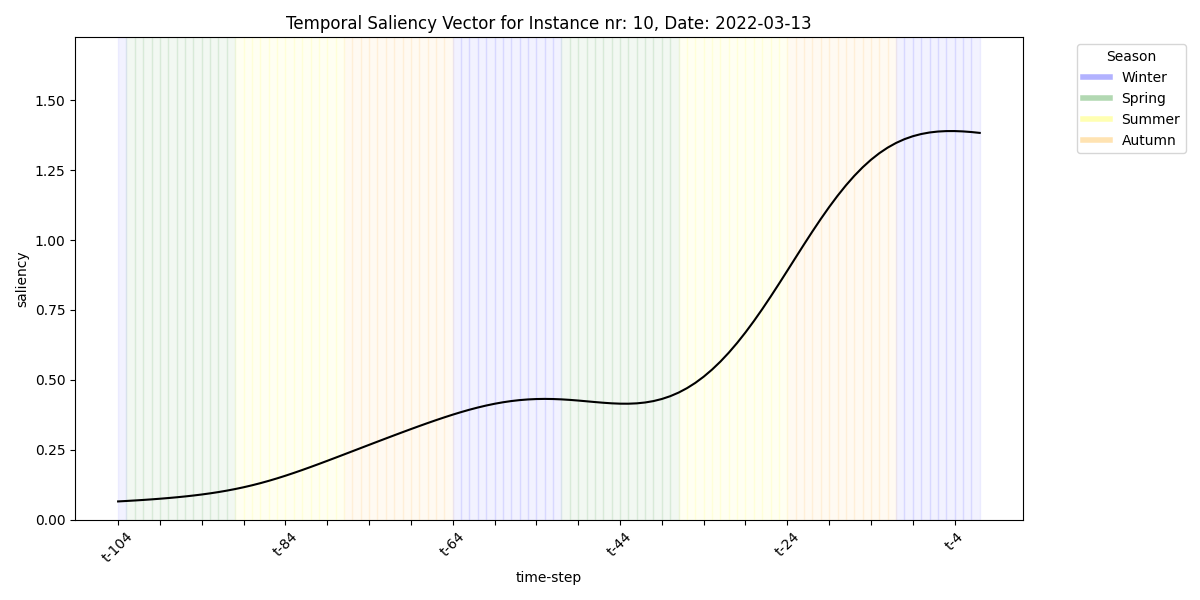 Temporal Saliency Vector for Instance nr: 10, Date: 2022-03-13
Season
Winter
Spring
Summer
Autumn
saliency
1.50
1.25
1.00
0.75
0.50
0.25
0.00
t-104
t-84
t-64
t-44
t-24
t-4
time-step